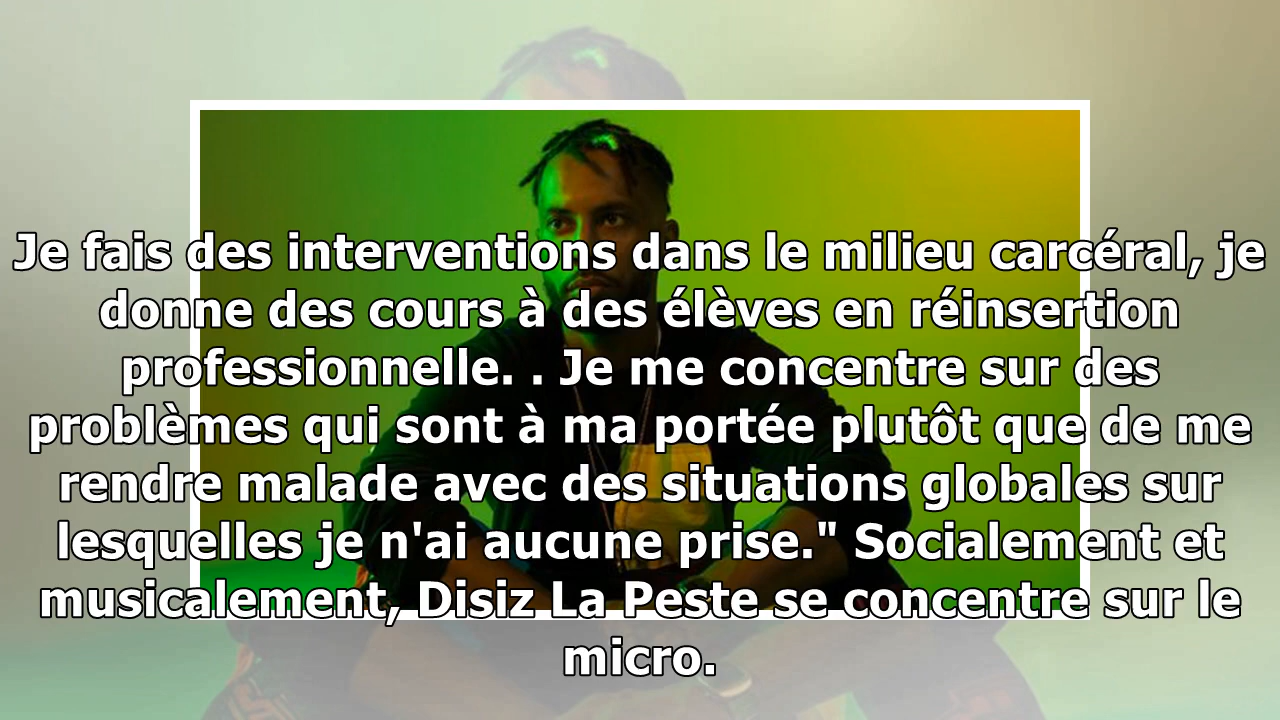 Je fais des interventions dans le milieu carcéral, je
donne des cours à des élèves en réinsertion
professionnelle. . Je me concentre sur des
problèmes qui sont à ma portée plutôt que de me
rendre malade avec des situations globales sur
lesquelles je n'ai aucune prise." Socialement et
musicalement, Disiz La Peste se concentre sur le
micro.